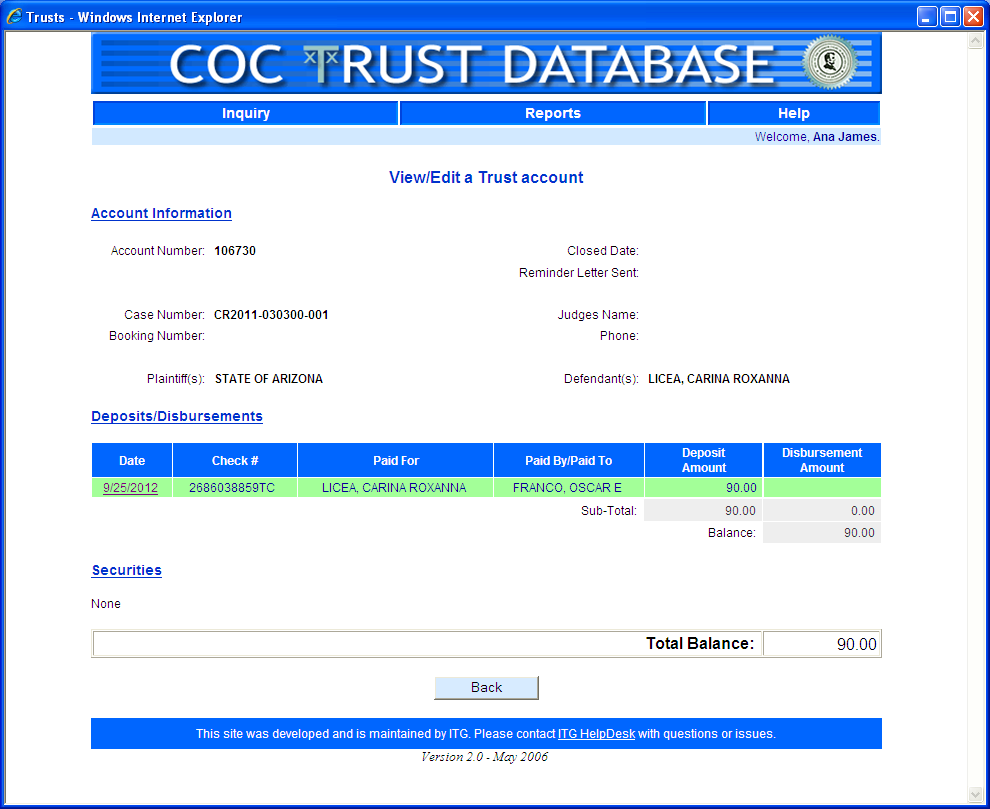 Trusts - Windows Internet Explorer
COC TRUST DATABASE
Inquiry Reports Help
Welcome, Ana James.
View/Edit a Trust account
Account Information
Account Number: 106730 Closed Date:
Reminder Letter Sent:
Case Number: CR2011-030300-001 Judges Name:
Booking Number: Phone:
Plaintiff(s): STATE OF ARIZONA Defendant(s): LICEA, CARINA ROXANNA
Deposits/Disbursements
Date Check # Paid For Paid By/Paid To Deposit Amount Disbursement Amount
9/25/2012 2686038859TC LICEA, CARINA ROXANNA FRANCO, OSCAR E 90.00
Sub-Total: 90.00 0.00
Balance: 90.00
Securities
None
Total Balance: 90.00
Back
This site was developed and is maintained by ITG. Please contact ITG HelpDesk with questions or issues.
Version 2.0 - May 2006